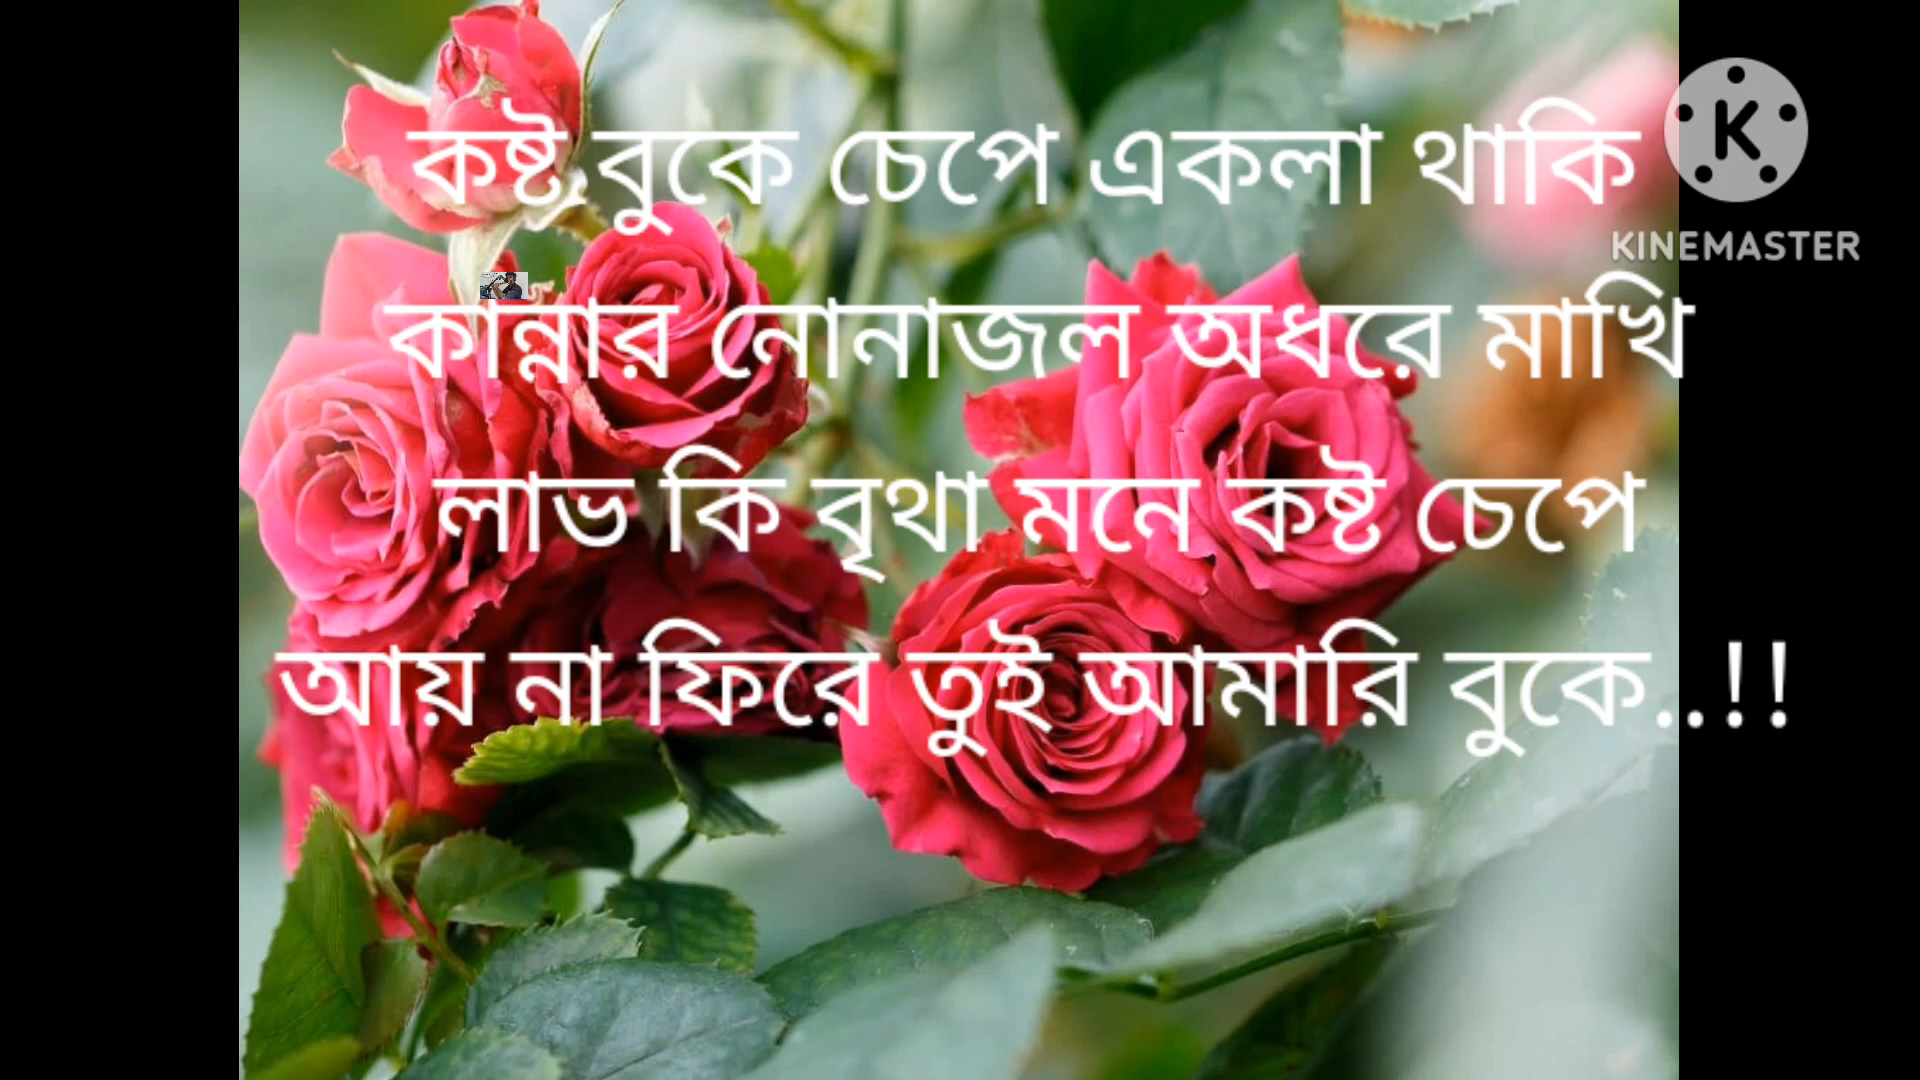 কষ্ট বুকে চেপে একলা থাকি
KINEMASTER
কান্নার নোনাজল অধরে মাখি
লাভ কি বৃথা মনে কষ্ট চেপে
আয় না ফিরে তুই আমারি বুকে..!!